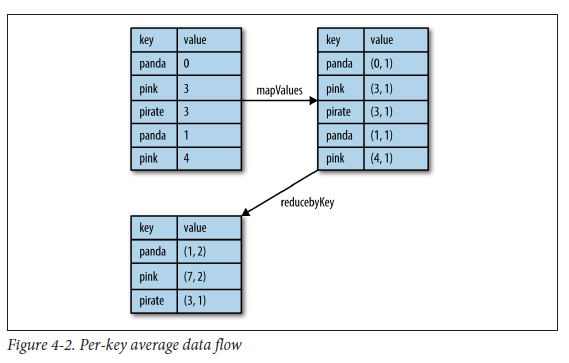 key value
panda 0
pink 3
pirate 3
panda 1
pink 4
mapValues
key value
panda (0, 1)
pink (3, 1)
pirate (3, 1)
panda (1, 1)
pink (4, 1)
reducebyKey
key value
panda (1, 2)
pink (7, 2)
pirate (3, 1)
Figure 4-2. Per-key average data flow